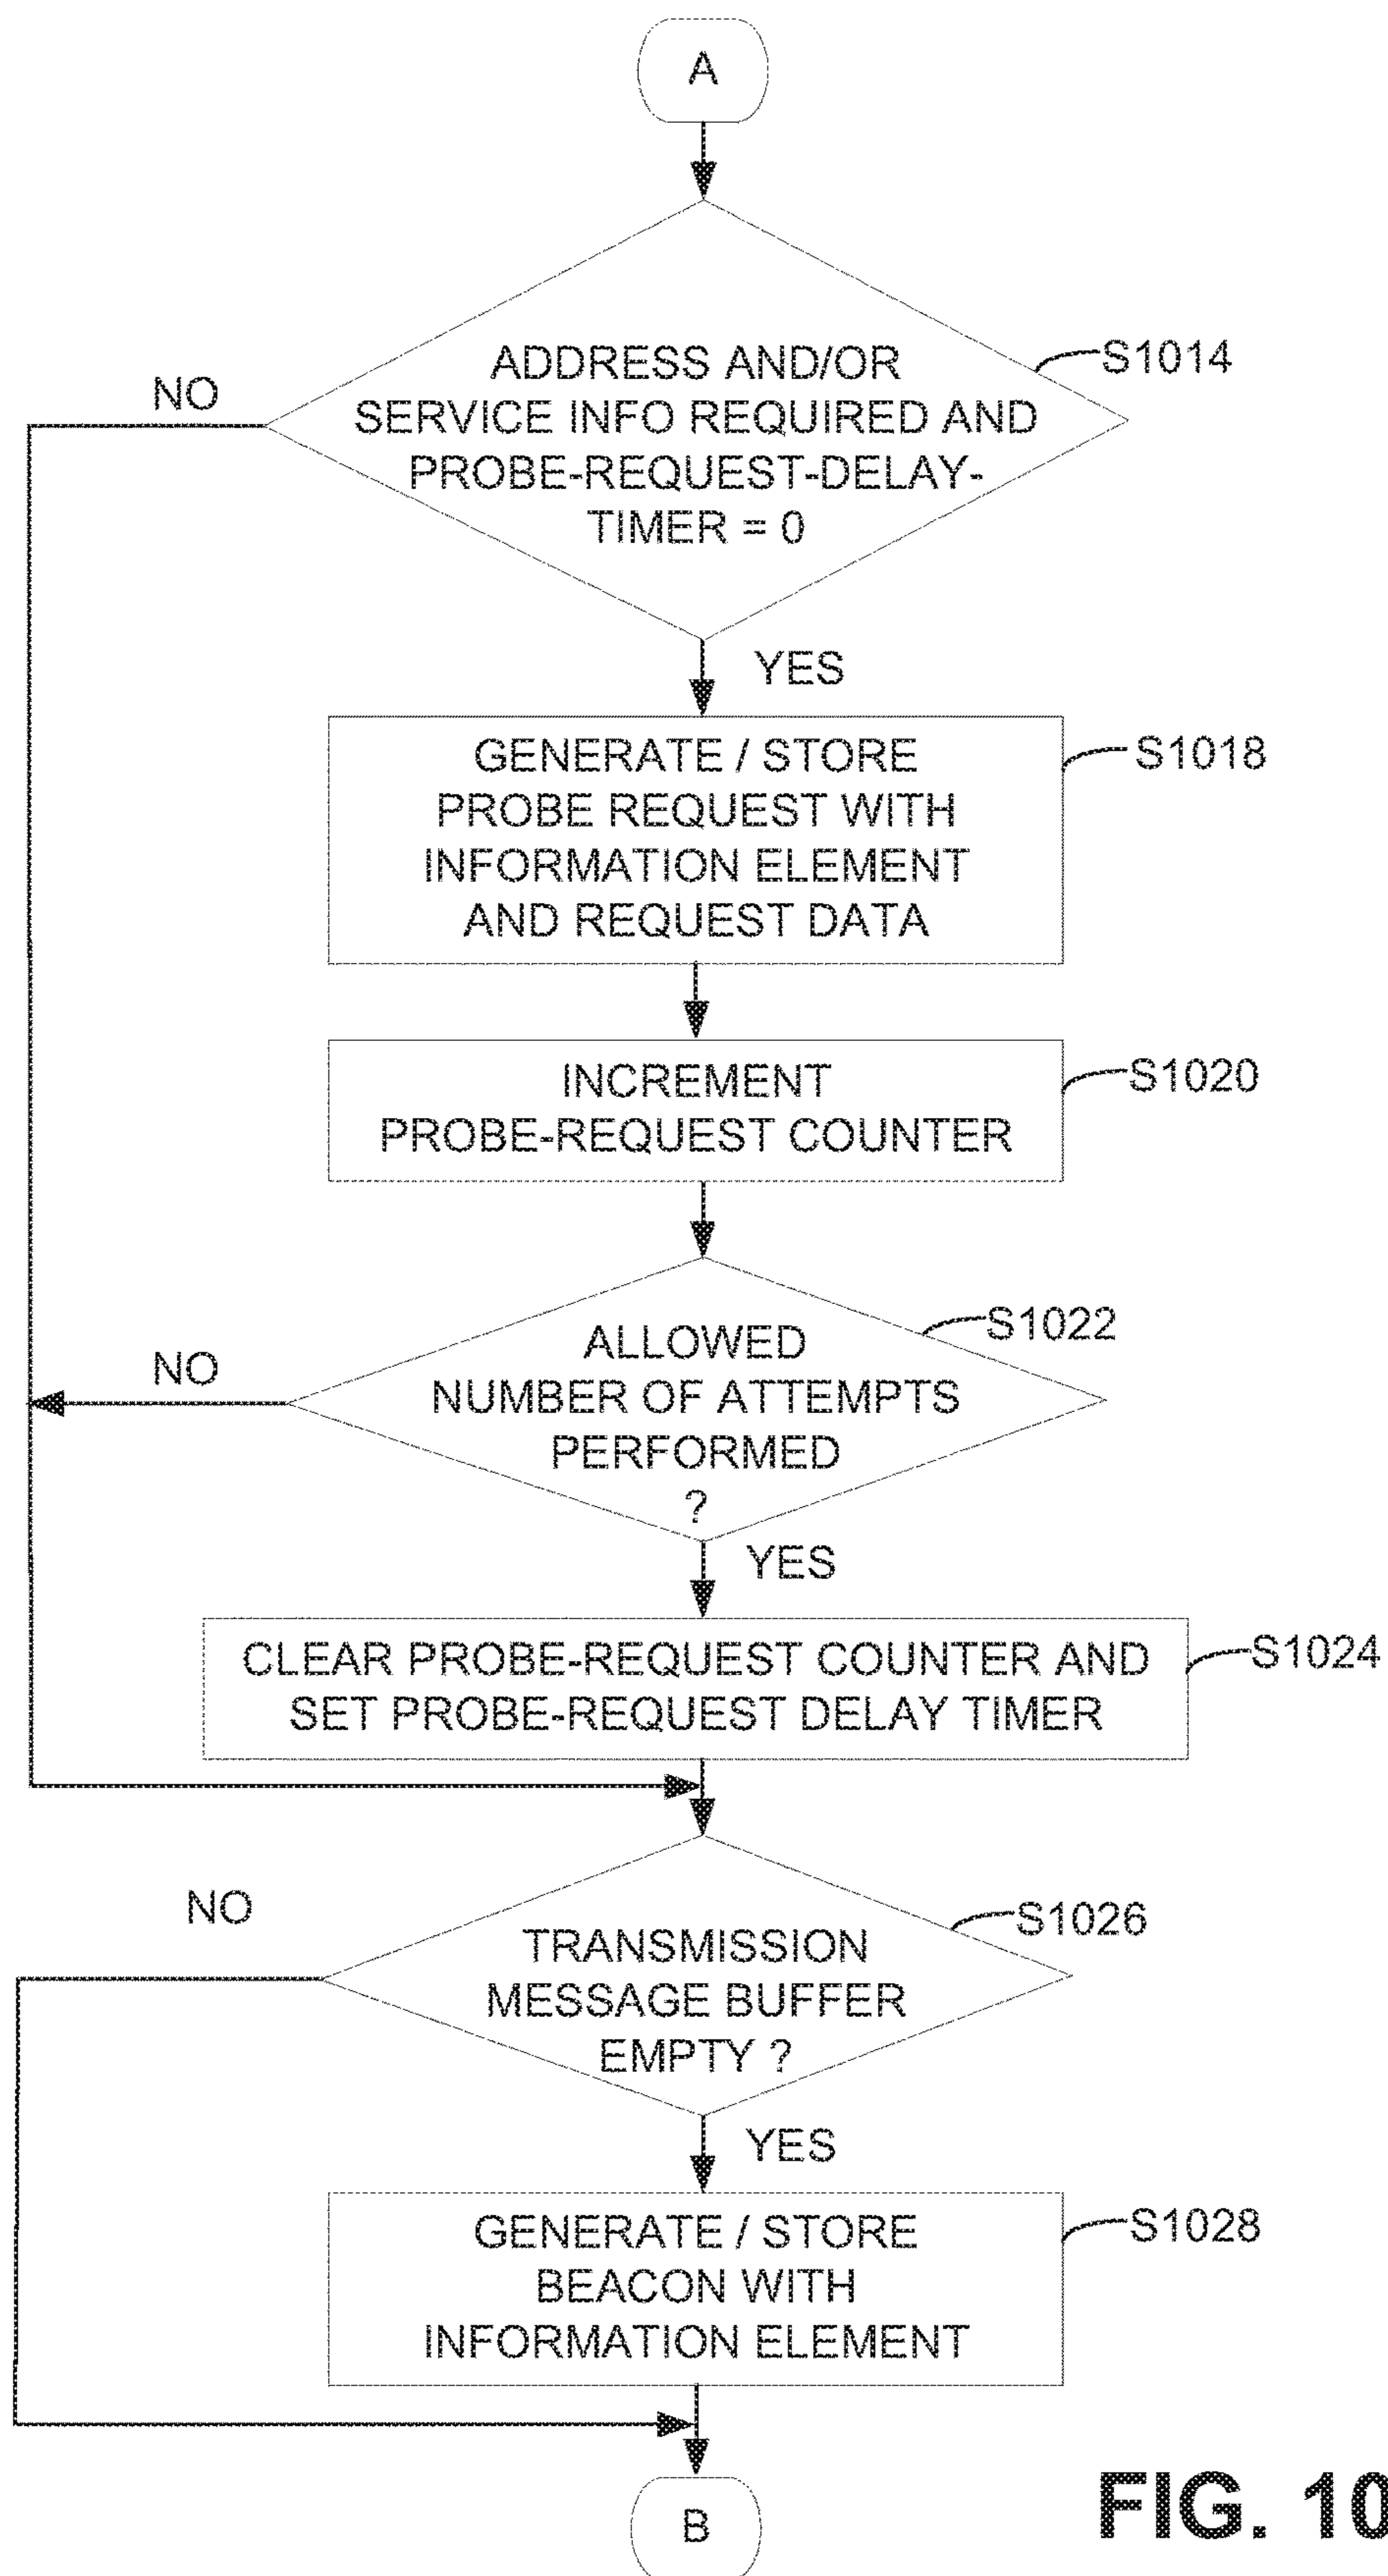 A
ADDRESS AND/OR
SERVICE INFO REQUIRED AND
PROBE-REQUEST-DELAY-
TIMER = 0
S1014
NO
YES
GENERATE / STORE
PROBE REQUEST WITH
INFORMATION ELEMENT
AND REQUEST DATA
S1018
INCREMENT
PROBE-REQUEST COUNTER
S1020
ALLOWED
NUMBER OF ATTEMPTS
PERFORMED
?
S1022
NO
YES
CLEAR PROBE-REQUEST COUNTER AND
SET PROBE-REQUEST DELAY TIMER
S1024
NO
TRANSMISSION
MESSAGE BUFFER
EMPTY ?
S1026
YES
GENERATE / STORE
BEACON WITH
INFORMATION ELEMENT
S1028
B
FIG. 10